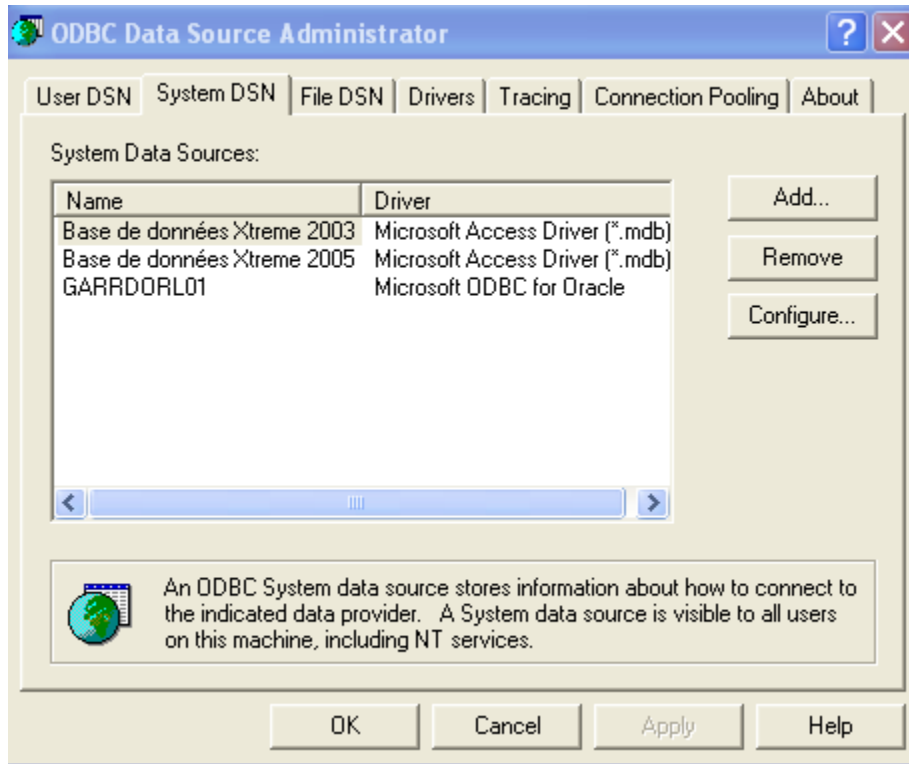 ODBC Data Source Administrator
User DSN System DSN File DSN Drivers Tracing Connection Pooling About
System Data Sources:
Name Driver
Base de données Xtreme 2003 Microsoft Access Driver (*.mdb)
Base de données Xtreme 2005 Microsoft Access Driver (*.mdb)
GARRDORL01 Microsoft ODBC for Oracle
Add...
Remove
Configure...
An ODBC System data source stores information about how to connect to
the indicated data provider. A System data source is visible to all users
on this machine, including NT services.
OK Cancel Apply Help